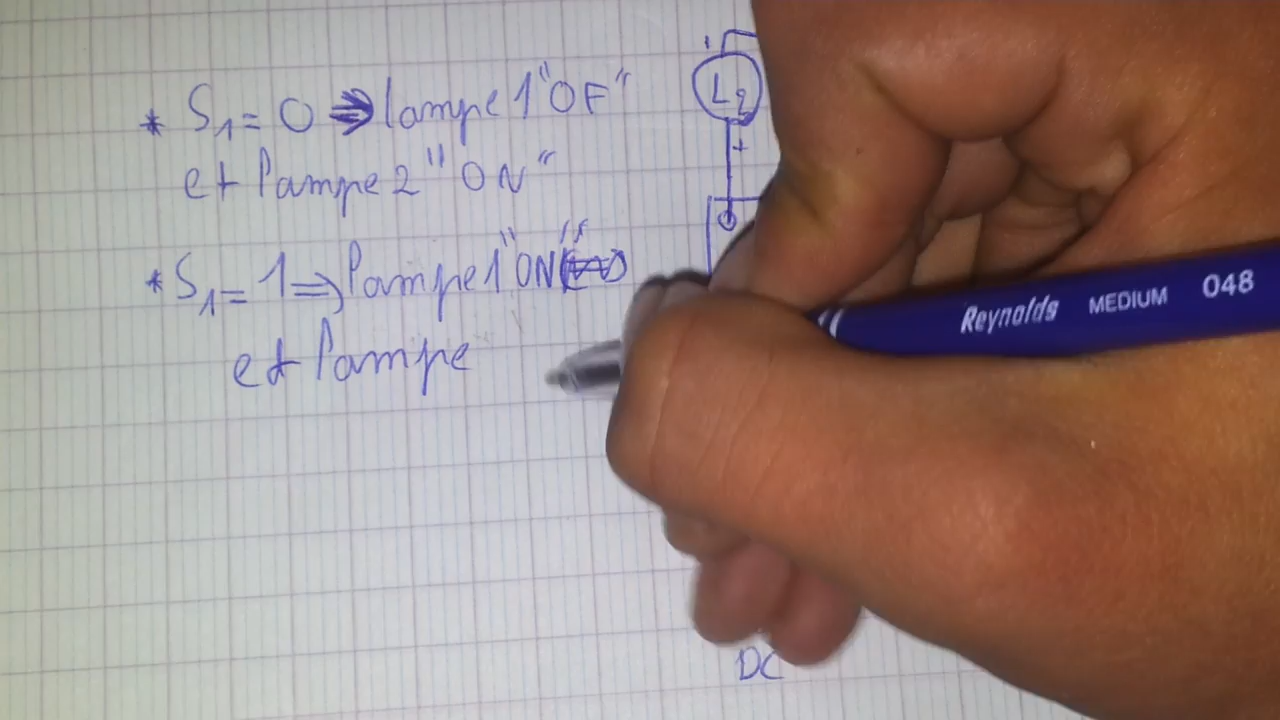 * S1 = 0 ⇒ lampe 1 "OF"
et lampe 2 "ON"
* S1 = 1 ⇒ lampe 1 "ON"
et lampe
L2
+
Reynolds MEDIUM 048
DC